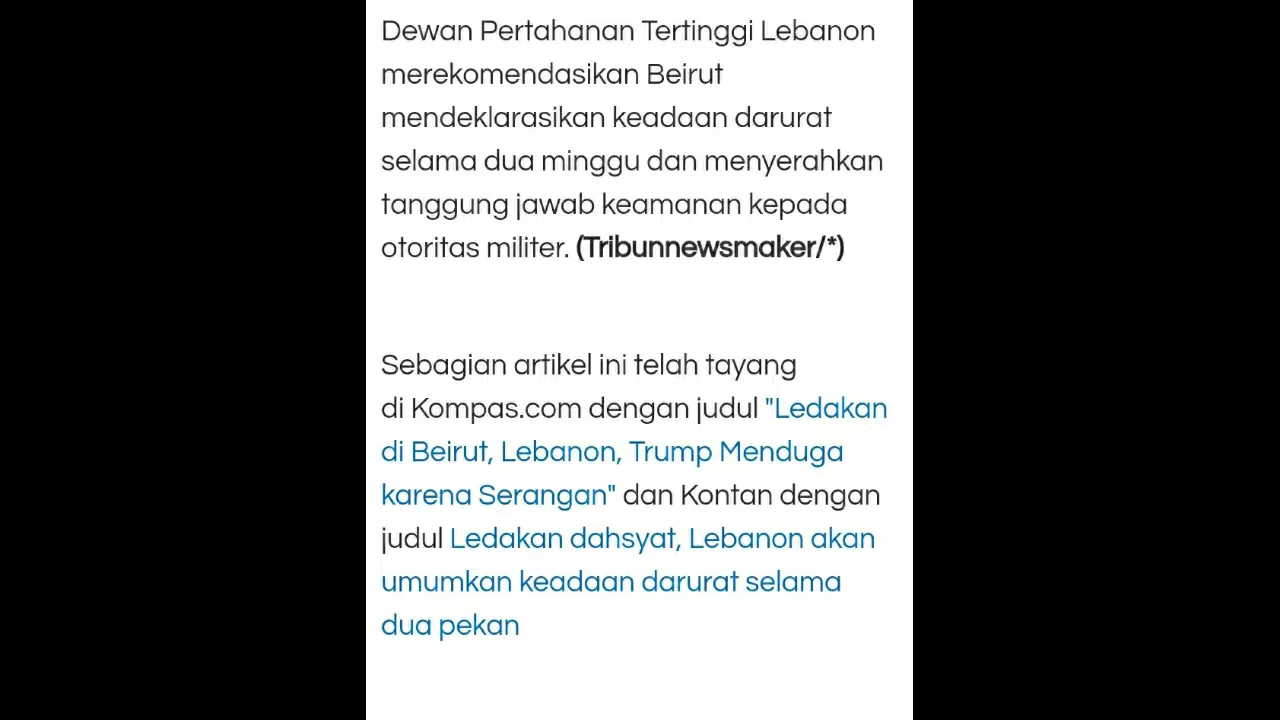 Dewan Pertahanan Tertinggi Lebanon
merekomendasikan Beirut
mendeklarasikan keadaan darurat
selama dua minggu dan menyerahkan
tanggung jawab keamanan kepada
otoritas militer. (Tribunnewsmaker/*)
Sebagian artikel ini telah tayang
di Kompas.com dengan judul "Ledakan
di Beirut, Lebanon, Trump Menduga
karena Serangan" dan Kontan dengan
judul Ledakan dahsyat, Lebanon akan
umumkan keadaan darurat selama
dua pekan